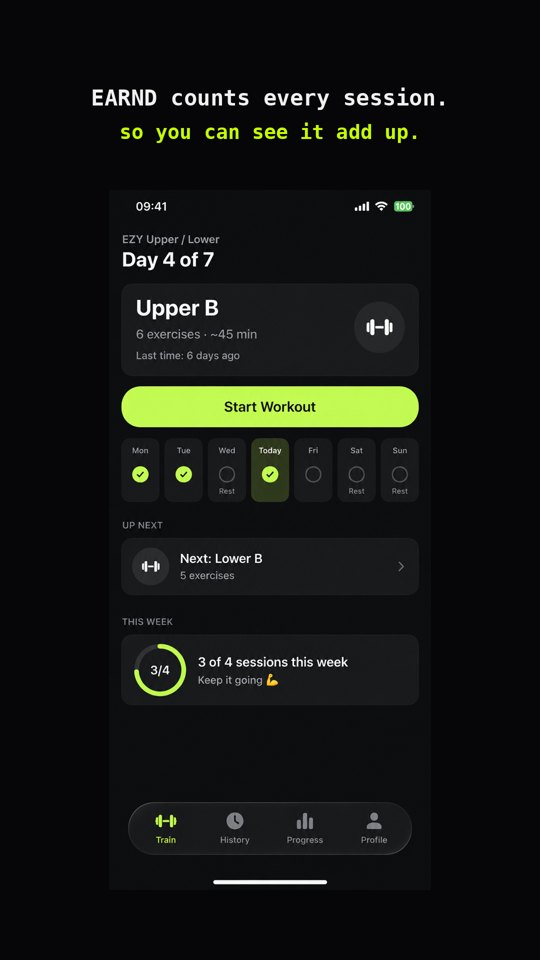 EARND counts every session.
so you can see it add up.
09:41
100
EZY Upper / Lower
Day 4 of 7
Upper B
6 exercises · ~45 min
Last time: 6 days ago
Start Workout
Mon Tue Wed Today Fri Sat Sun
Rest Rest Rest
UP NEXT
Next: Lower B
5 exercises
THIS WEEK
3/4
3 of 4 sessions this week
Keep it going 💪
Train History Progress Profile